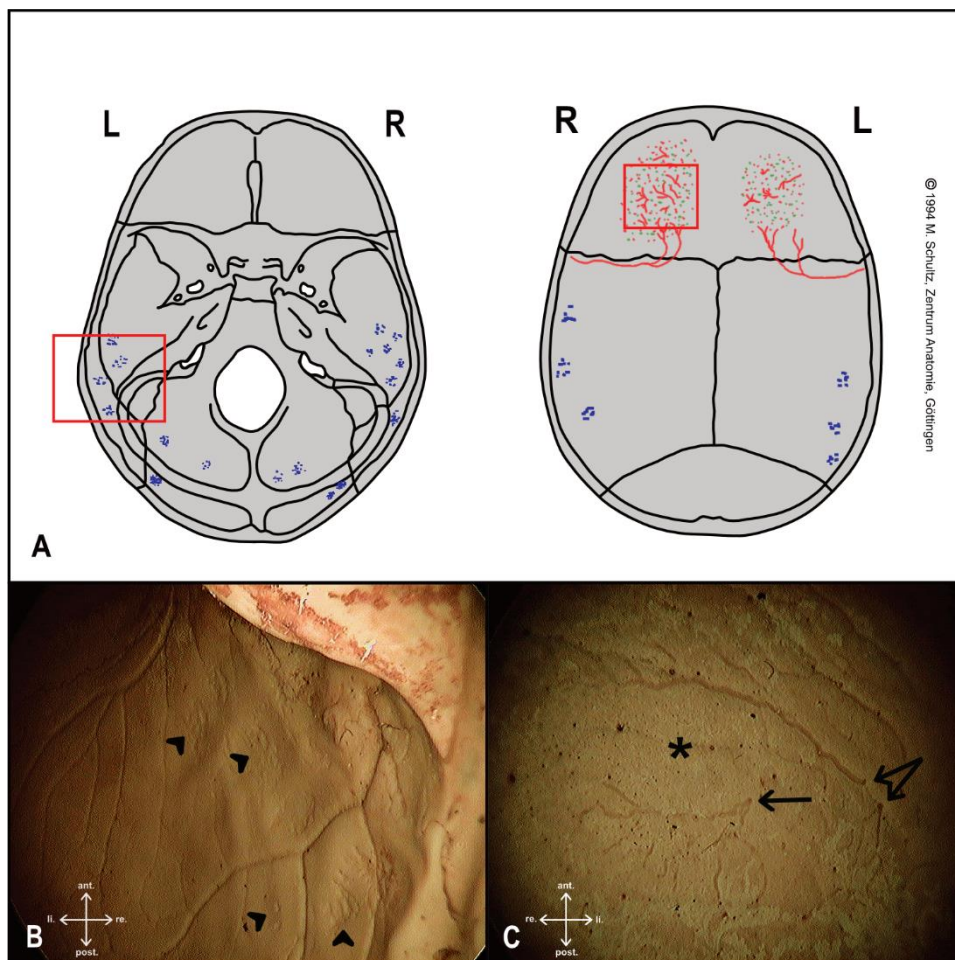 L
R
R
L
© 1994 M. Schultz, Zentrum Anatomie, Göttingen
A
ant.
li.
re.
post.
B
*
ant.
re.
li.
post.
C